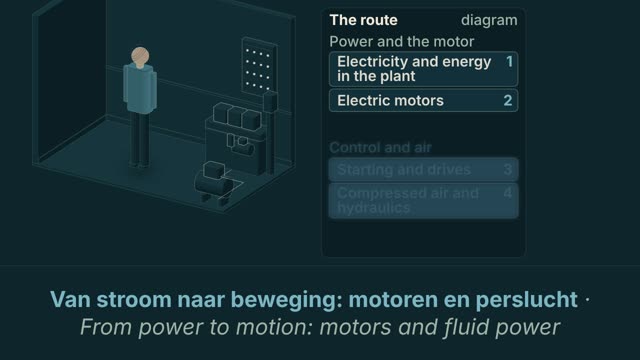 The route diagram
Power and the motor
Electricity and energy 1
in the plant
Electric motors 2
Control and air
Starting and drives 3
Compressed air and 4
hydraulics
Van stroom naar beweging: motoren en perslucht ·
From power to motion: motors and fluid power